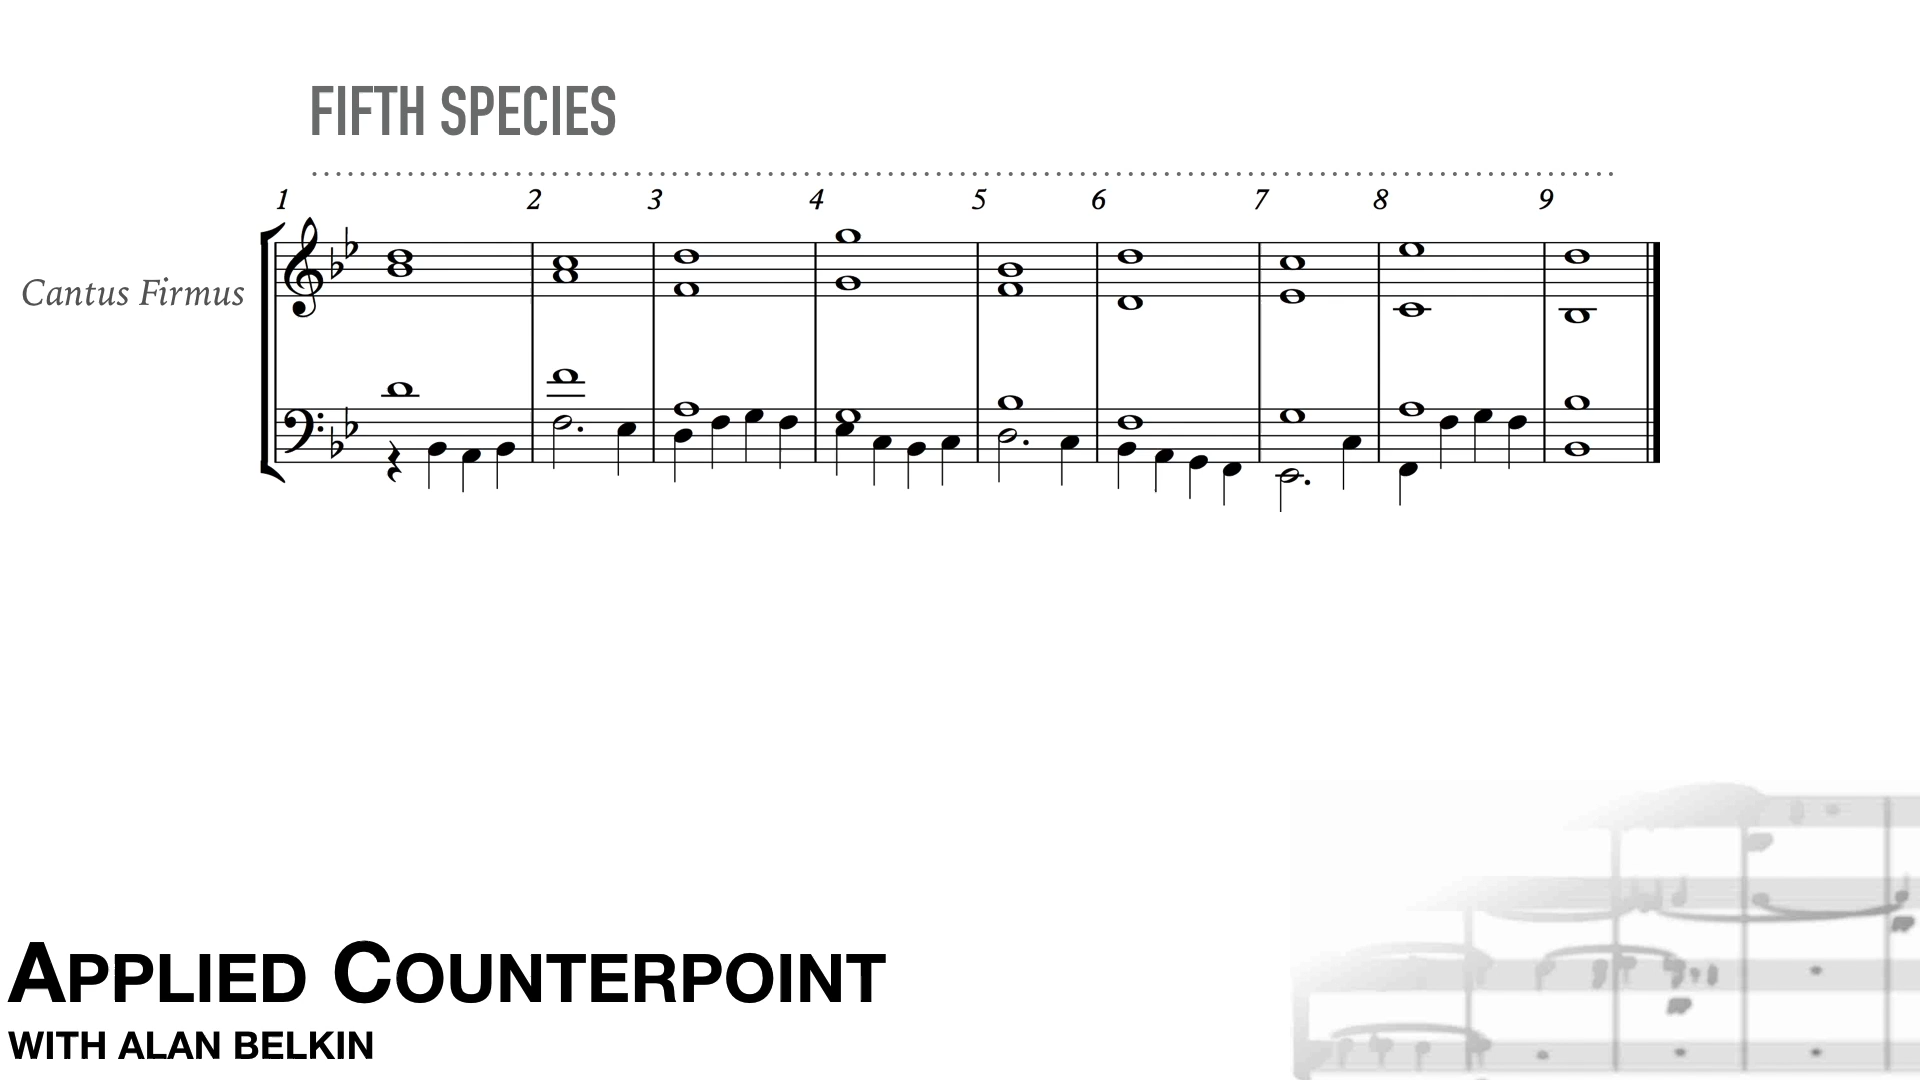 FIFTH SPECIES
1 2 3 4 5 6 7 8 9
Cantus Firmus
APPLIED COUNTERPOINT
WITH ALAN BELKIN